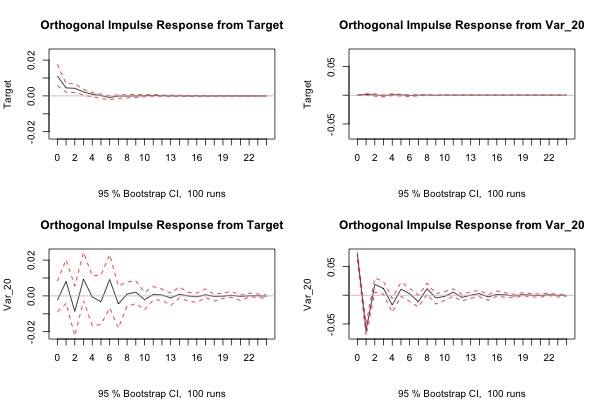 Orthogonal Impulse Response from Target
Target
0.02
0.00
-0.02
0 2 4 6 8 10 13 16 19 22
95 % Bootstrap CI, 100 runs
Orthogonal Impulse Response from Var_20
Target
0.05
-0.05
0 2 4 6 8 10 13 16 19 22
95 % Bootstrap CI, 100 runs
Orthogonal Impulse Response from Target
Var_20
0.02
0.00
-0.02
0 2 4 6 8 10 13 16 19 22
95 % Bootstrap CI, 100 runs
Orthogonal Impulse Response from Var_20
Var_20
0.05
-0.05
0 2 4 6 8 10 13 16 19 22
95 % Bootstrap CI, 100 runs